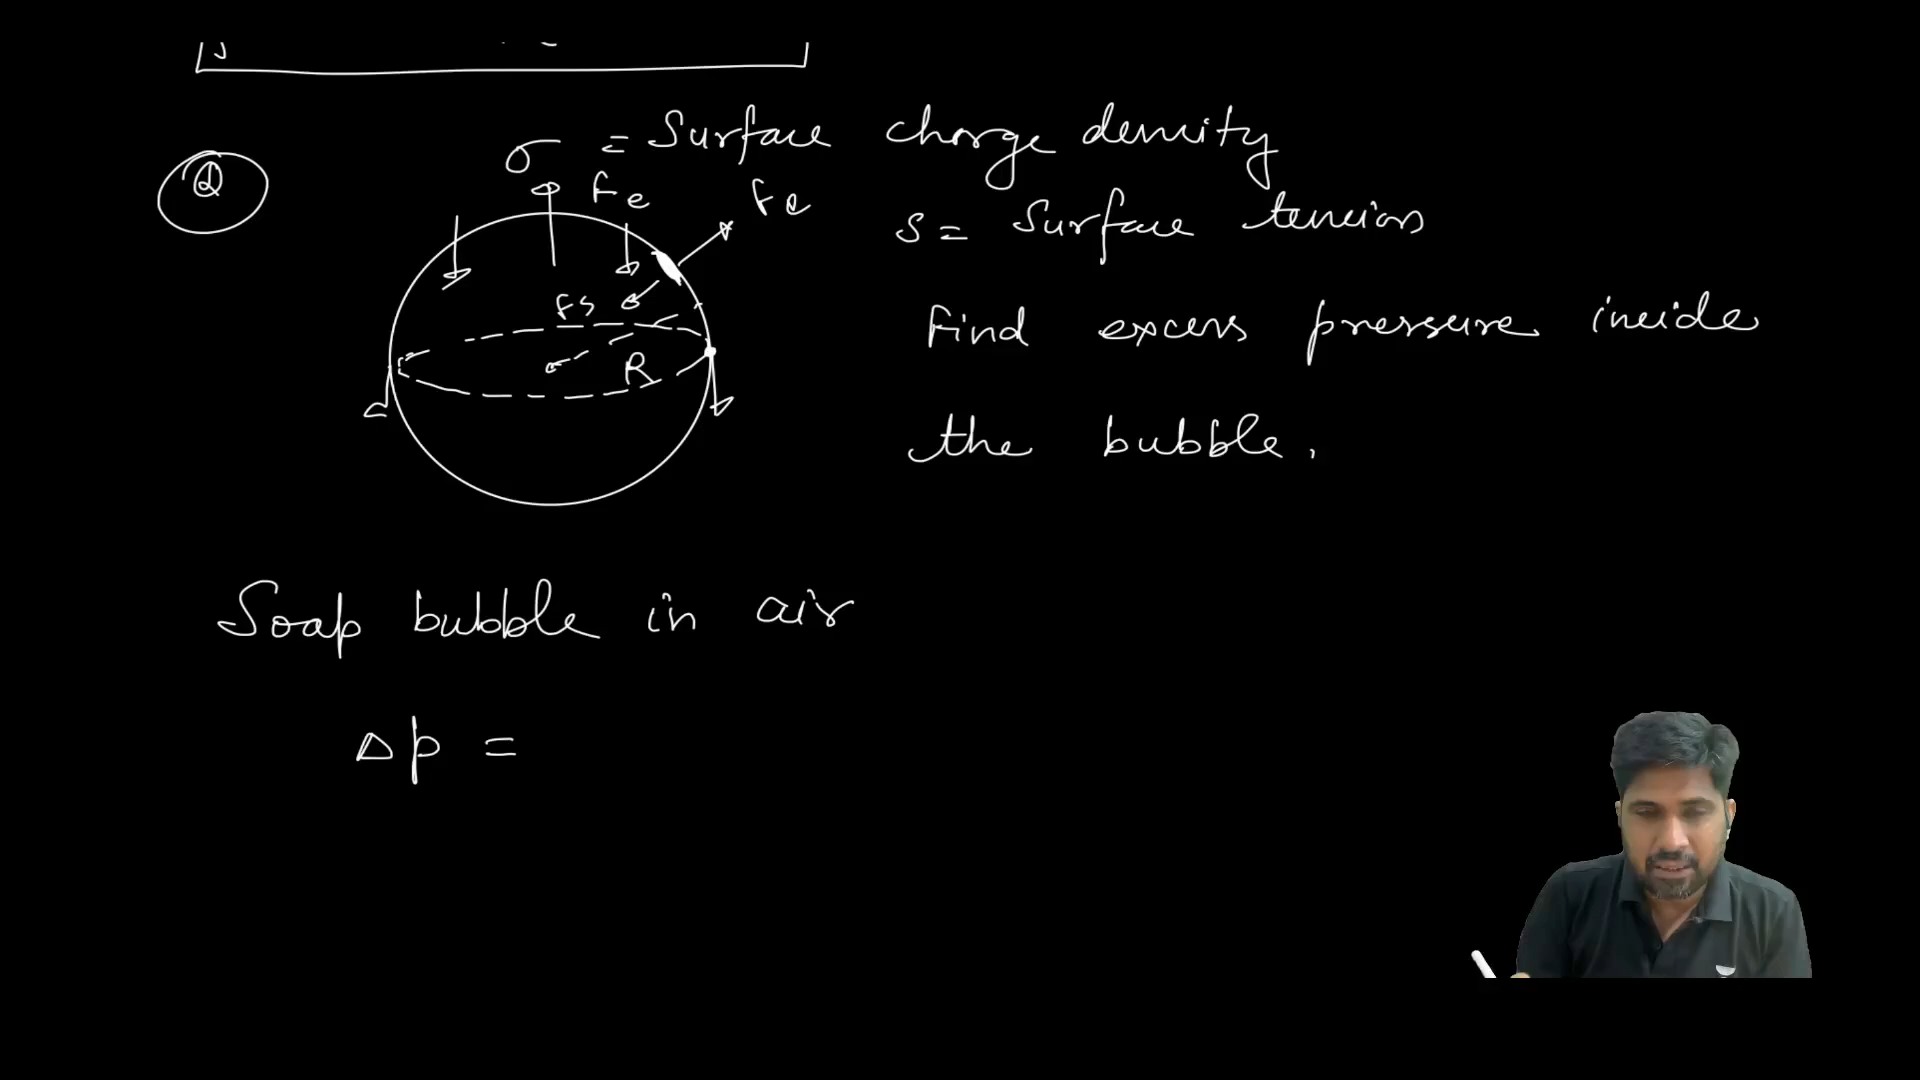 Q
σ = Surface charge density
Fe
Fe
S = Surface tension
Fs
R
Find excess pressure inside
the bubble.
Soap bubble in air
Δp =